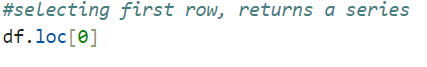 #selecting first row, returns a series
df.loc[0]